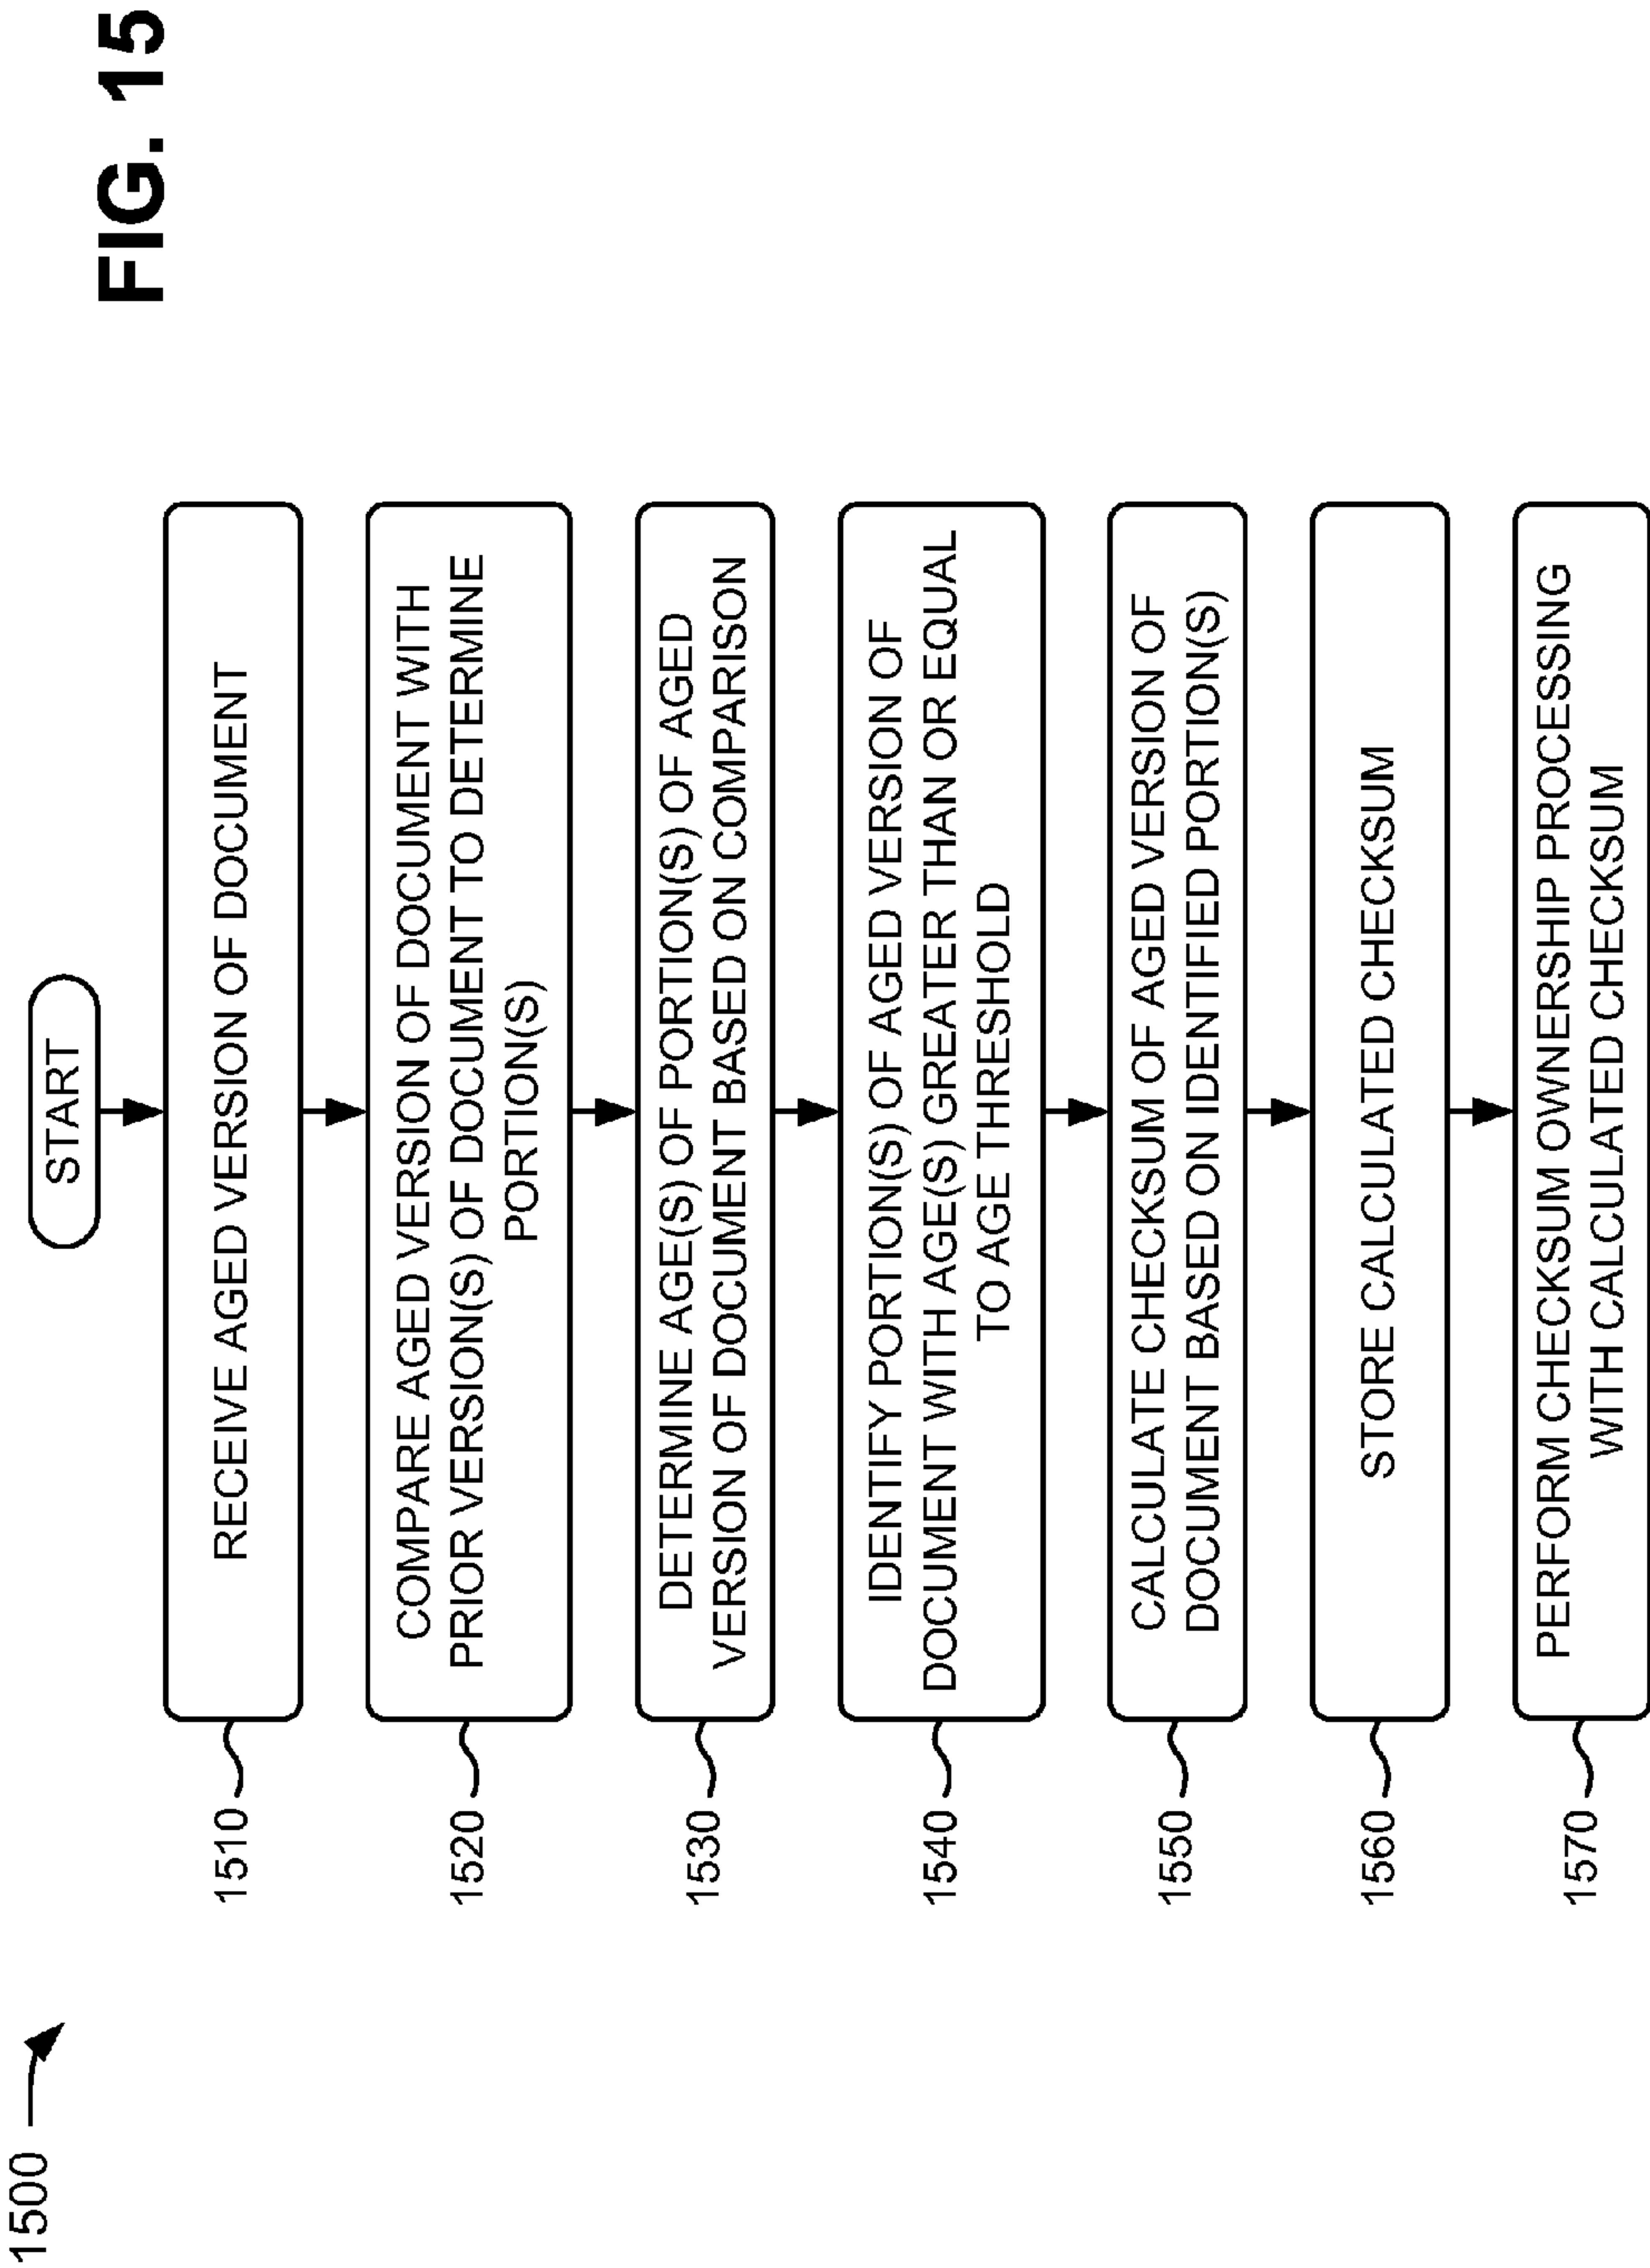 1500
START
1510
RECEIVE AGED VERSION OF DOCUMENT
1520
COMPARE AGED VERSION OF DOCUMENT WITH
PRIOR VERSION(S) OF DOCUMENT TO DETERMINE
PORTION(S)
1530
DETERMINE AGE(S) OF PORTION(S) OF AGED
VERSION OF DOCUMENT BASED ON COMPARISON
1540
IDENTIFY PORTION(S) OF AGED VERSION OF
DOCUMENT WITH AGE(S) GREATER THAN OR EQUAL
TO AGE THRESHOLD
1550
CALCULATE CHECKSUM OF AGED VERSION OF
DOCUMENT BASED ON IDENTIFIED PORTION(S)
1560
STORE CALCULATED CHECKSUM
1570
PERFORM CHECKSUM OWNERSHIP PROCESSING
WITH CALCULATED CHECKSUM
FIG. 15